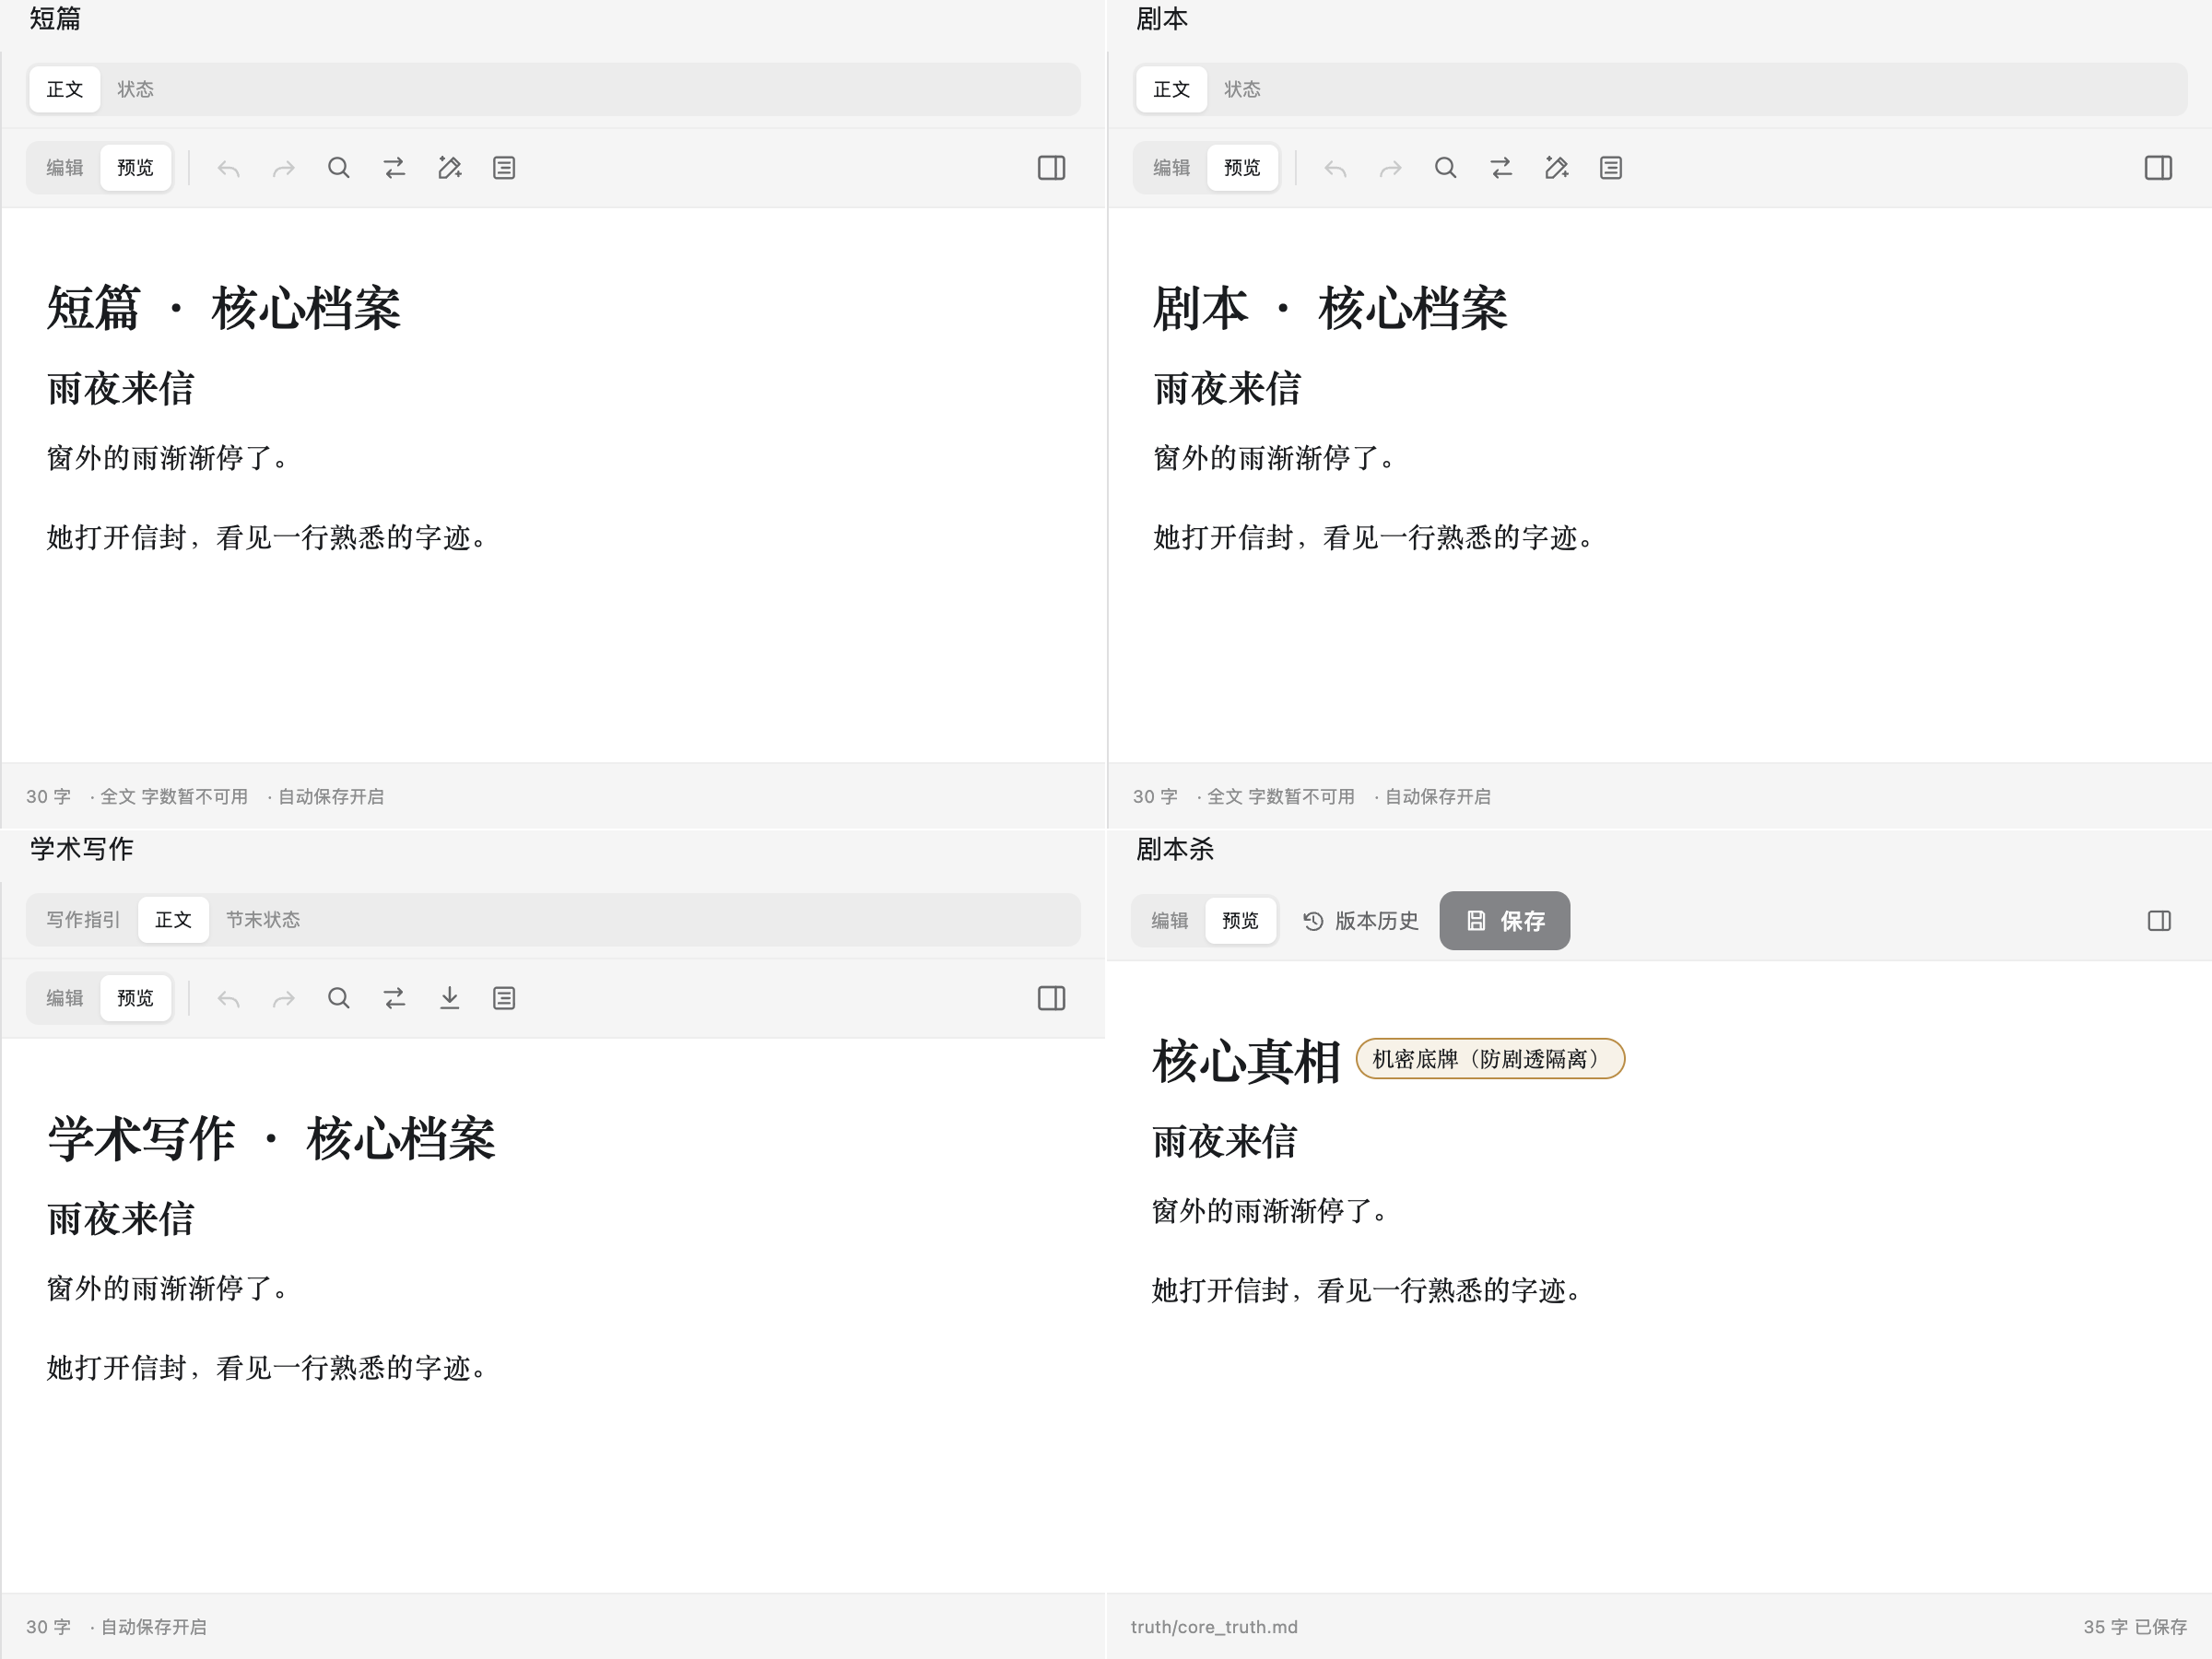 短篇
正文 状态
编辑 预览
短篇 · 核心档案
雨夜来信
窗外的雨渐渐停了。
她打开信封，看见一行熟悉的字迹。
30 字 · 全文 字数暂不可用 · 自动保存开启
剧本
正文 状态
编辑 预览
剧本 · 核心档案
雨夜来信
窗外的雨渐渐停了。
她打开信封，看见一行熟悉的字迹。
30 字 · 全文 字数暂不可用 · 自动保存开启
学术写作
写作指引 正文 节末状态
编辑 预览
学术写作 · 核心档案
雨夜来信
窗外的雨渐渐停了。
她打开信封，看见一行熟悉的字迹。
30 字 · 自动保存开启
剧本杀
编辑 预览 版本历史 保存
核心真相 机密底牌（防剧透隔离）
雨夜来信
窗外的雨渐渐停了。
她打开信封，看见一行熟悉的字迹。
truth/core_truth.md 35 字 已保存